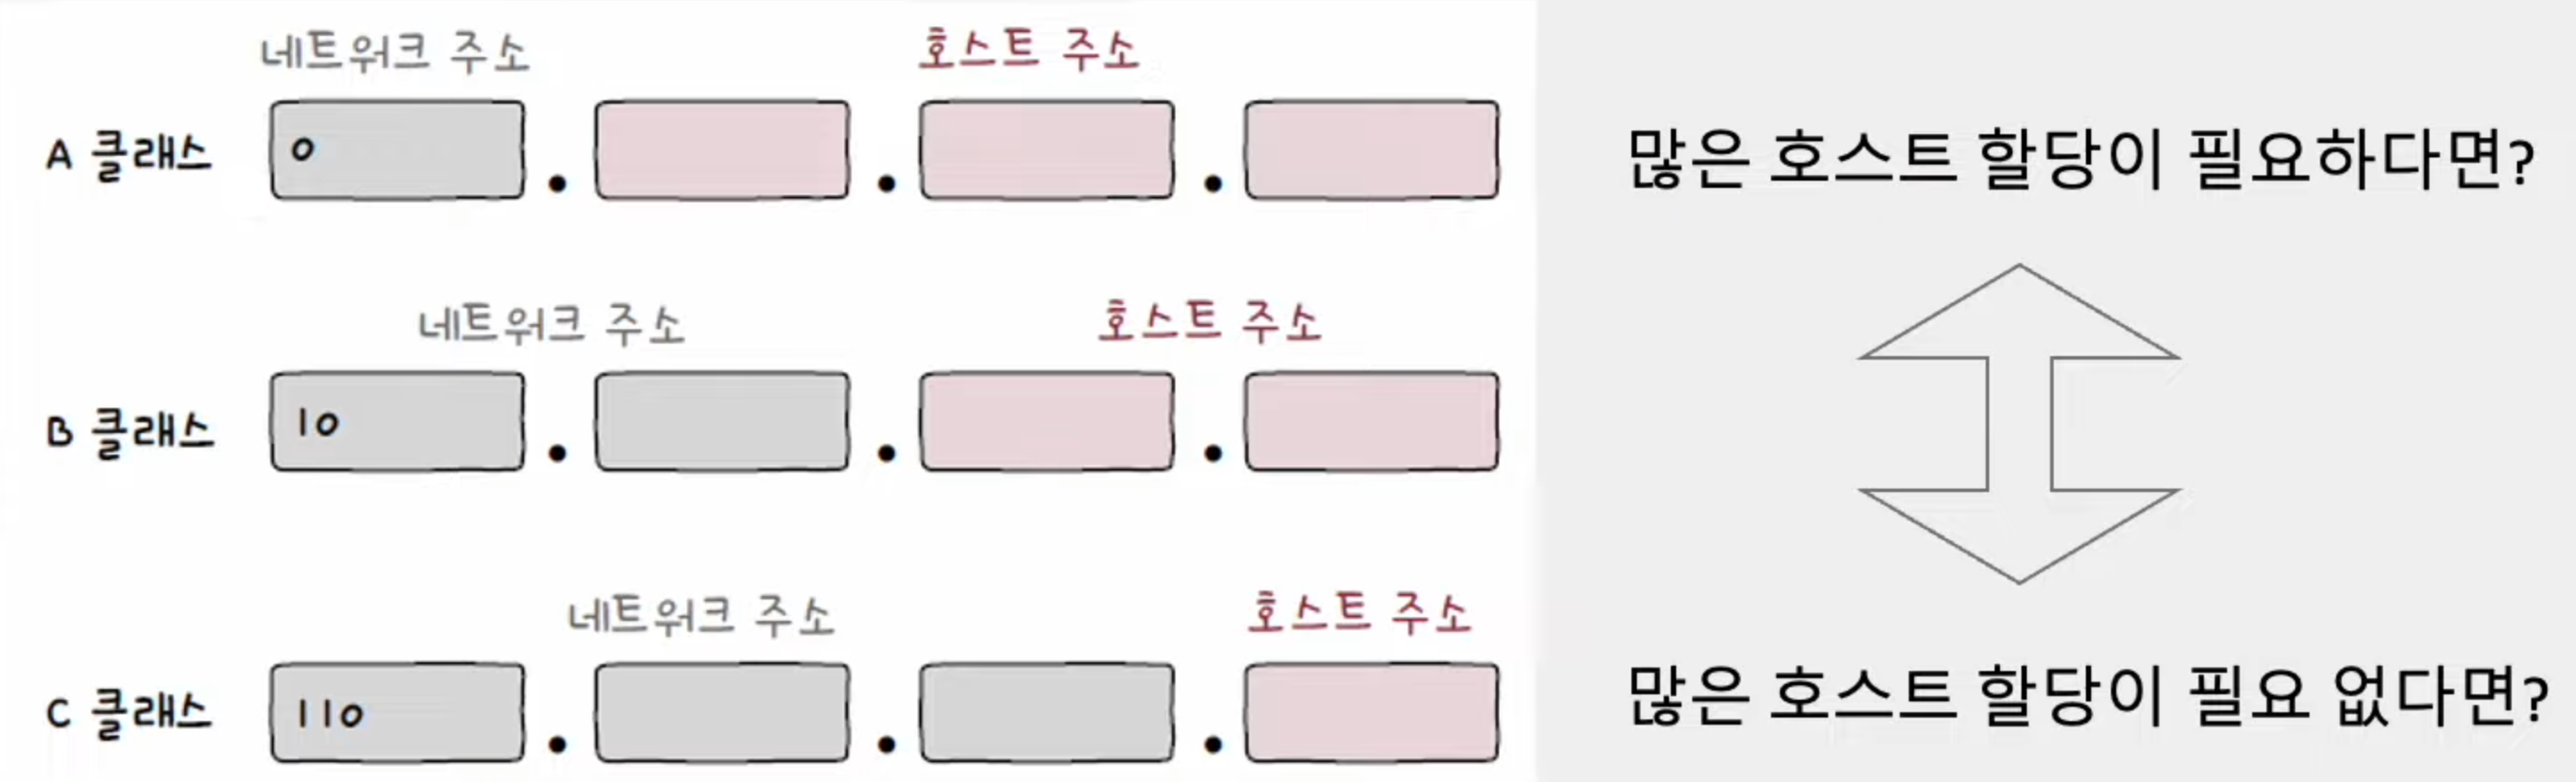 네트워크 주소 호스트 주소
A 클래스 0 . . .
많은 호스트 할당이 필요하다면?
네트워크 주소 호스트 주소
B 클래스 10 . . .
네트워크 주소 호스트 주소
C 클래스 110 . . .
많은 호스트 할당이 필요 없다면?